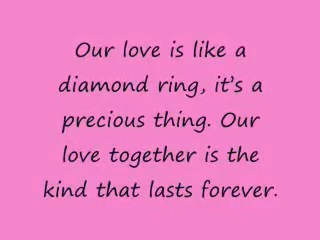 Our love is like a
diamond ring, it's a
precious thing. Our
love together is the
kind that lasts forever.